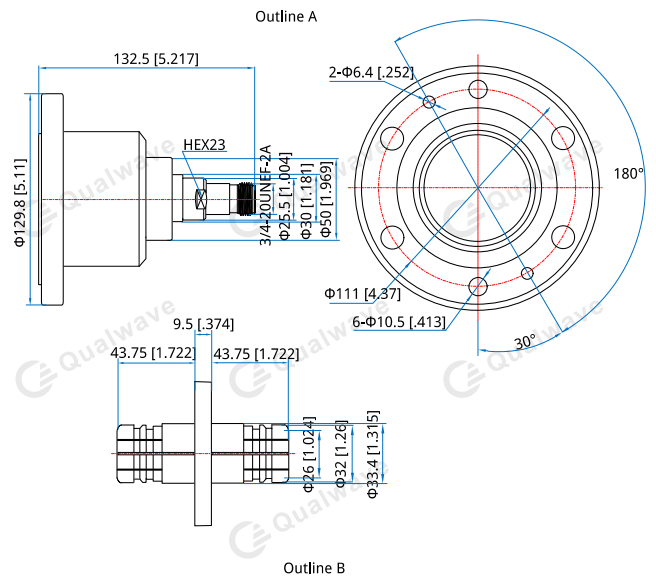 Outline A
132.5 [5.217]
2-Φ6.4 [.252]
HEX23
Φ129.8 [5.11]
3/4-20UNEF-2A
Φ25.5 [1.004]
Φ30 [1.181]
Φ50 [1.969]
180°
Φ111 [4.37]
6-Φ10.5 [.413]
30°
9.5 [.374]
43.75 [1.722]
43.75 [1.722]
Φ26 [1.024]
Φ32 [1.26]
Φ33.4 [1.315]
Outline B
Qualwave
Qualwave
Qualwave
Qualwave
Qualwave
Qualwave
Qualwave